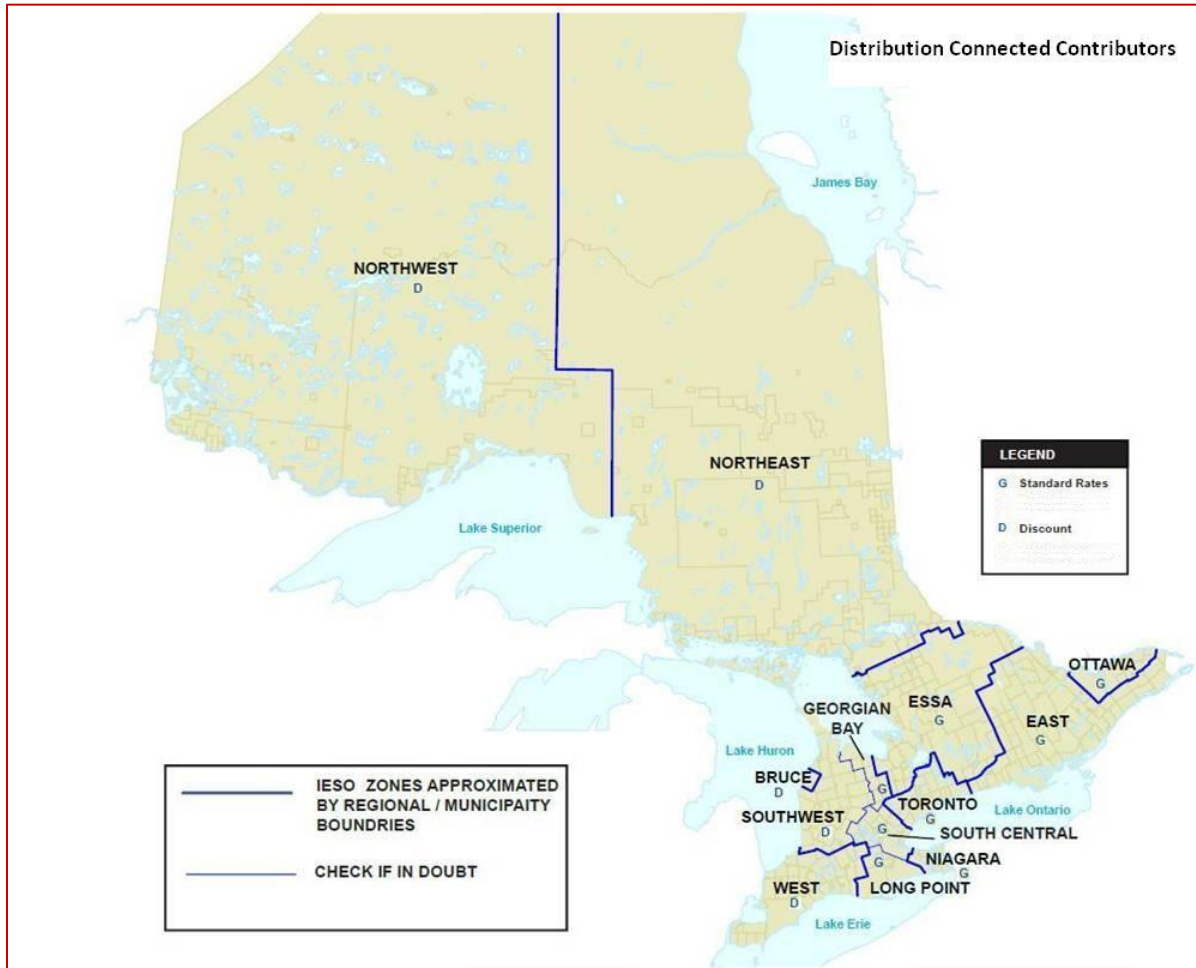 Distribution Connected Contributors
James Bay
NORTHWEST
D
NORTHEAST
D
LEGEND
G Standard Rates
D Discount
Lake Superior
OTTAWA
G
ESSA
G
EAST
G
GEORGIAN
BAY
G
Lake Huron
BRUCE
D
TORONTO
G
Lake Ontario
SOUTHWEST
D
G
SOUTH CENTRAL
NIAGARA
G
G
LONG POINT
WEST
D
Lake Erie
IESO ZONES APPROXIMATED
BY REGIONAL / MUNICIPAITY
BOUNDRIES
CHECK IF IN DOUBT